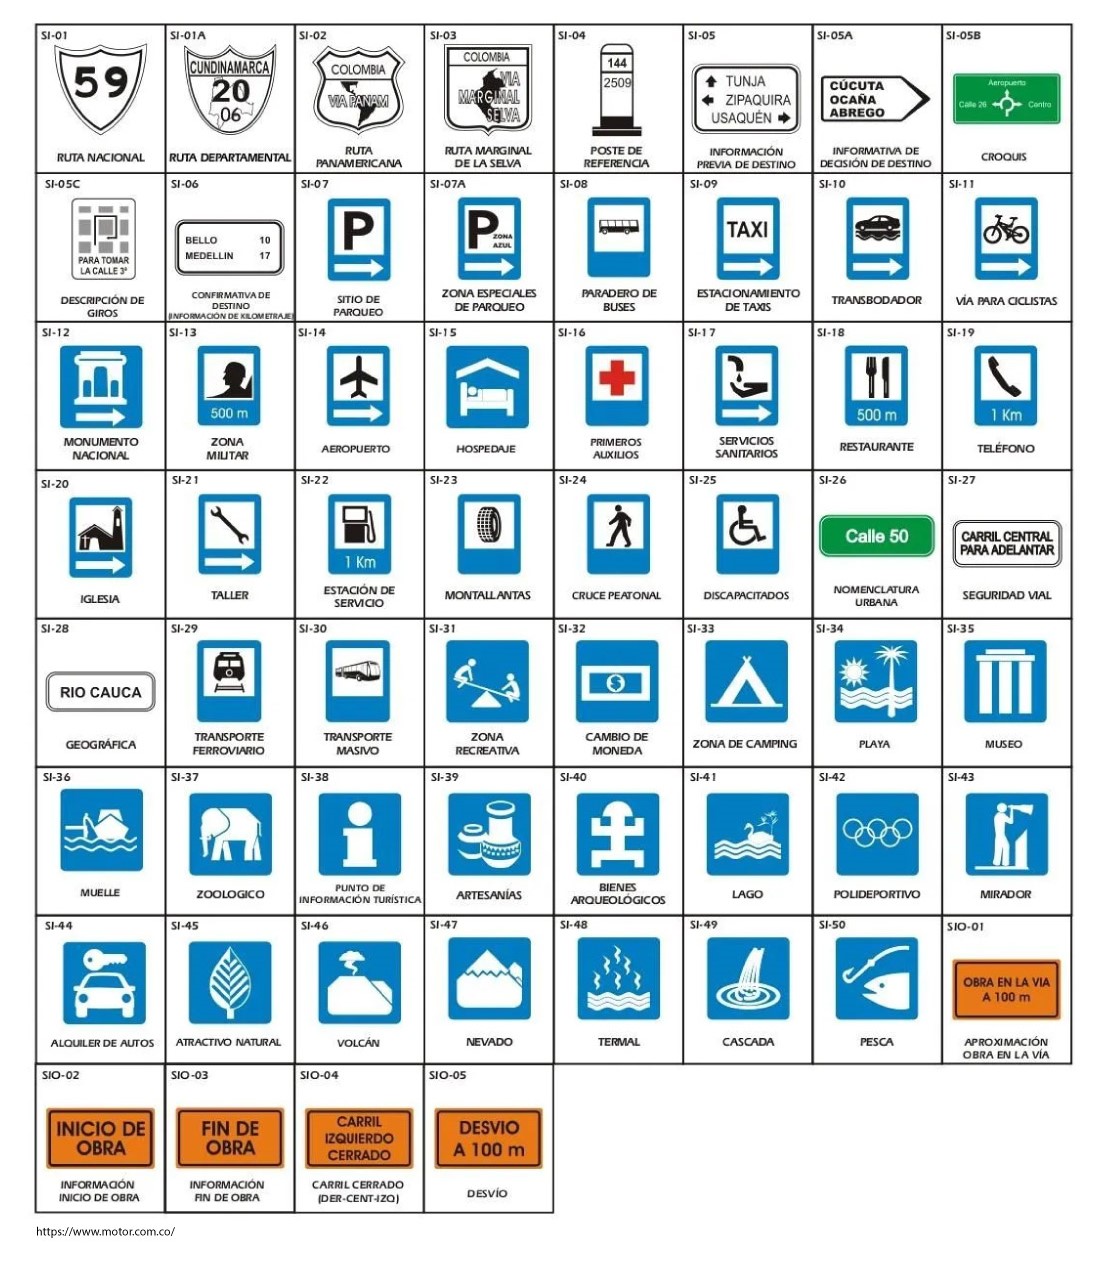 SI-01
59
RUTA NACIONAL
SI-01A
CUNDINAMARCA
20
06
RUTA DEPARTAMENTAL
SI-02
COLOMBIA
VIA PANAM
RUTA
PANAMERICANA
SI-03
COLOMBIA
VIA
MARGINAL
SELVA
RUTA MARGINAL
DE LA SELVA
SI-04
144
2509
POSTE DE
REFERENCIA
SI-05
TUNJA
ZIPAQUIRA
USAQUÉN
INFORMACIÓN
PREVIA DE DESTINO
SI-05A
CÚCUTA
OCAÑA
ABREGO
INFORMATIVA DE
DECISIÓN DE DESTINO
SI-05B
Aeropuerto
Calle 26 Centro
CROQUIS
SI-05C
PARA TOMAR
LA CALLE 3ª
DESCRIPCIÓN DE
GIROS
SI-06
BELLO 10
MEDELLIN 17
CONFIRMATIVA DE
DESTINO
(INFORMACIÓN DE KILOMETRAJE)
SI-07
P
SITIO DE
PARQUEO
SI-07A
P
ZONA
AZUL
ZONA ESPECIALES
DE PARQUEO
SI-08
PARADERO DE
BUSES
SI-09
TAXI
ESTACIONAMIENTO
DE TAXIS
SI-10
TRANSBODADOR
SI-11
VÍA PARA CICLISTAS
SI-12
MONUMENTO
NACIONAL
SI-13
500 m
ZONA
MILITAR
SI-14
AEROPUERTO
SI-15
HOSPEDAJE
SI-16
PRIMEROS
AUXILIOS
SI-17
SERVICIOS
SANITARIOS
SI-18
500 m
RESTAURANTE
SI-19
1 Km
TELÉFONO
SI-20
IGLESIA
SI-21
TALLER
SI-22
1 Km
ESTACIÓN DE
SERVICIO
SI-23
MONTALLANTAS
SI-24
CRUCE PEATONAL
SI-25
DISCAPACITADOS
SI-26
Calle 50
NOMENCLATURA
URBANA
SI-27
CARRIL CENTRAL
PARA ADELANTAR
SEGURIDAD VIAL
SI-28
RIO CAUCA
GEOGRÁFICA
SI-29
TRANSPORTE
FERROVIARIO
SI-30
TRANSPORTE
MASIVO
SI-31
ZONA
RECREATIVA
SI-32
CAMBIO DE
MONEDA
SI-33
ZONA DE CAMPING
SI-34
PLAYA
SI-35
MUSEO
SI-36
MUELLE
SI-37
ZOOLOGICO
SI-38
PUNTO DE
INFORMACIÓN TURÍSTICA
SI-39
ARTESANÍAS
SI-40
BIENES
ARQUEOLÓGICOS
SI-41
LAGO
SI-42
POLIDEPORTIVO
SI-43
MIRADOR
SI-44
ALQUILER DE AUTOS
SI-45
ATRACTIVO NATURAL
SI-46
VOLCÁN
SI-47
NEVADO
SI-48
TERMAL
SI-49
CASCADA
SI-50
PESCA
SIO-01
OBRA EN LA VIA
A 100 m
APROXIMACIÓN
OBRA EN LA VÍA
SIO-02
INICIO DE
OBRA
INFORMACIÓN
INICIO DE OBRA
SIO-03
FIN DE
OBRA
INFORMACIÓN
FIN DE OBRA
SIO-04
CARRIL
IZQUIERDO
CERRADO
CARRIL CERRADO
(DER-CENT-IZQ)
SIO-05
DESVIO
A 100 m
DESVÍO
https://www.motor.com.co/